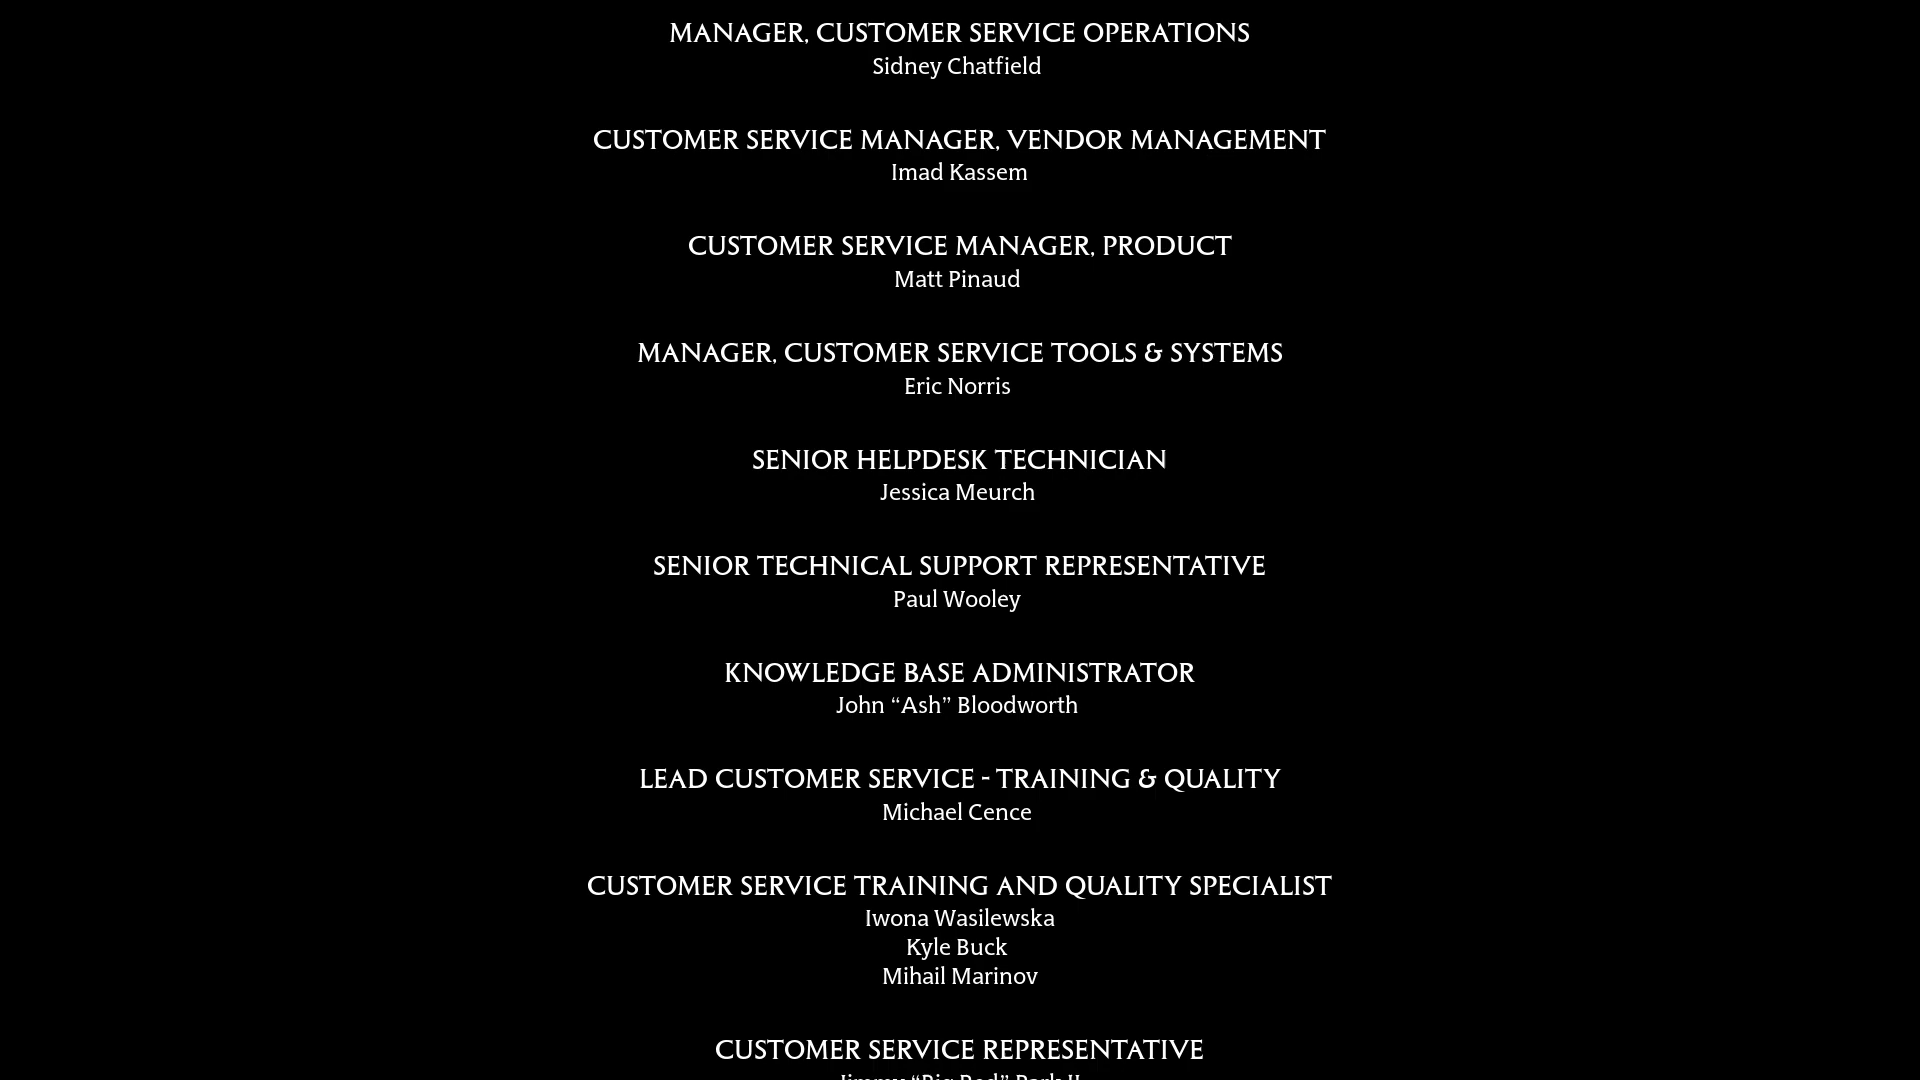 MANAGER, CUSTOMER SERVICE OPERATIONS
Sidney Chatfield
CUSTOMER SERVICE MANAGER, VENDOR MANAGEMENT
Imad Kassem
CUSTOMER SERVICE MANAGER, PRODUCT
Matt Pinaud
MANAGER, CUSTOMER SERVICE TOOLS & SYSTEMS
Eric Norris
SENIOR HELPDESK TECHNICIAN
Jessica Meurch
SENIOR TECHNICAL SUPPORT REPRESENTATIVE
Paul Wooley
KNOWLEDGE BASE ADMINISTRATOR
John “Ash” Bloodworth
LEAD CUSTOMER SERVICE - TRAINING & QUALITY
Michael Cence
CUSTOMER SERVICE TRAINING AND QUALITY SPECIALIST
Iwona Wasilewska
Kyle Buck
Mihail Marinov
CUSTOMER SERVICE REPRESENTATIVE